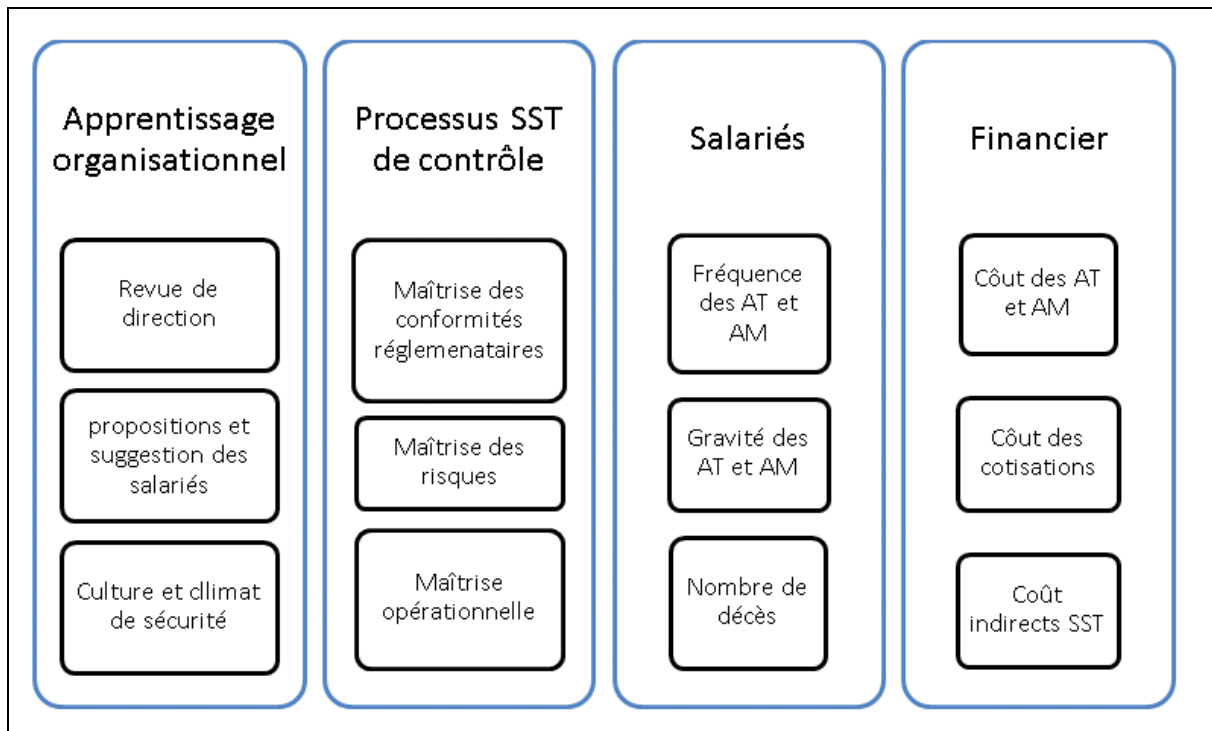 Apprentissage
organisationnel
Revue de
direction
propositions et
suggestion des
salariés
Culture et dlimat
de sécurité
Processus SST
de contrôle
Maîtrise des
conformités
réglemenataires
Maîtrise des
risques
Maîtrise
opérationnelle
Salariés
Fréquence
des AT et
AM
Gravité des
AT et AM
Nombre de
décès
Financier
Côut des AT
et AM
Côut des
cotisations
Coût
indirects SST